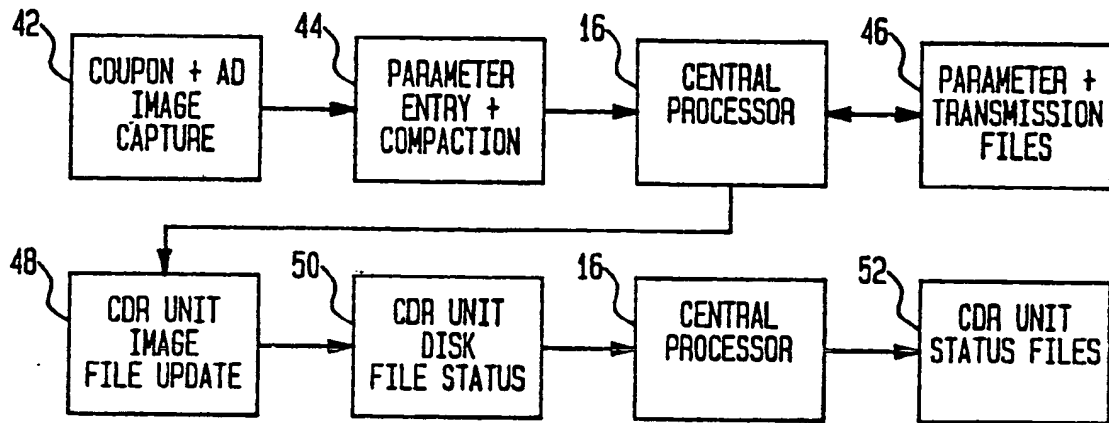 42
COUPON + AD
IMAGE
CAPTURE
44
PARAMETER
ENTRY +
COMPACTION
16
CENTRAL
PROCESSOR
46
PARAMETER +
TRANSMISSION
FILES
48
CDR UNIT
IMAGE
FILE UPDATE
50
CDR UNIT
DISK
FILE STATUS
16
CENTRAL
PROCESSOR
52
CDR UNIT
STATUS FILES